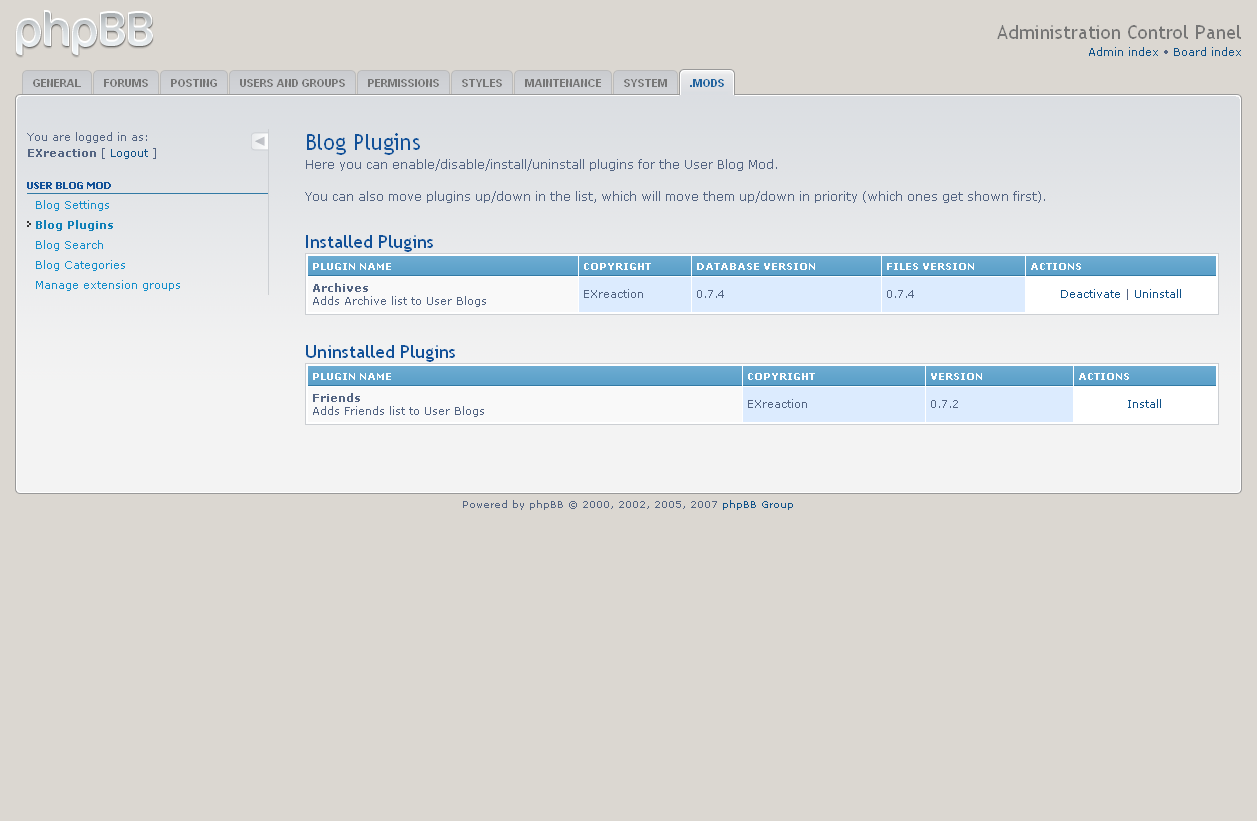 phpBB
Administration Control Panel
Admin index • Board index
GENERAL FORUMS POSTING USERS AND GROUPS PERMISSIONS STYLES MAINTENANCE SYSTEM .MODS
You are logged in as:
EXreaction [ Logout ]
USER BLOG MOD
Blog Settings
Blog Plugins
Blog Search
Blog Categories
Manage extension groups
Blog Plugins
Here you can enable/disable/install/uninstall plugins for the User Blog Mod.
You can also move plugins up/down in the list, which will move them up/down in priority (which ones get shown first).
Installed Plugins
PLUGIN NAME COPYRIGHT DATABASE VERSION FILES VERSION ACTIONS
Archives
Adds Archive list to User Blogs
EXreaction 0.7.4 0.7.4 Deactivate | Uninstall
Uninstalled Plugins
PLUGIN NAME COPYRIGHT VERSION ACTIONS
Friends
Adds Friends list to User Blogs
EXreaction 0.7.2 Install
Powered by phpBB © 2000, 2002, 2005, 2007 phpBB Group